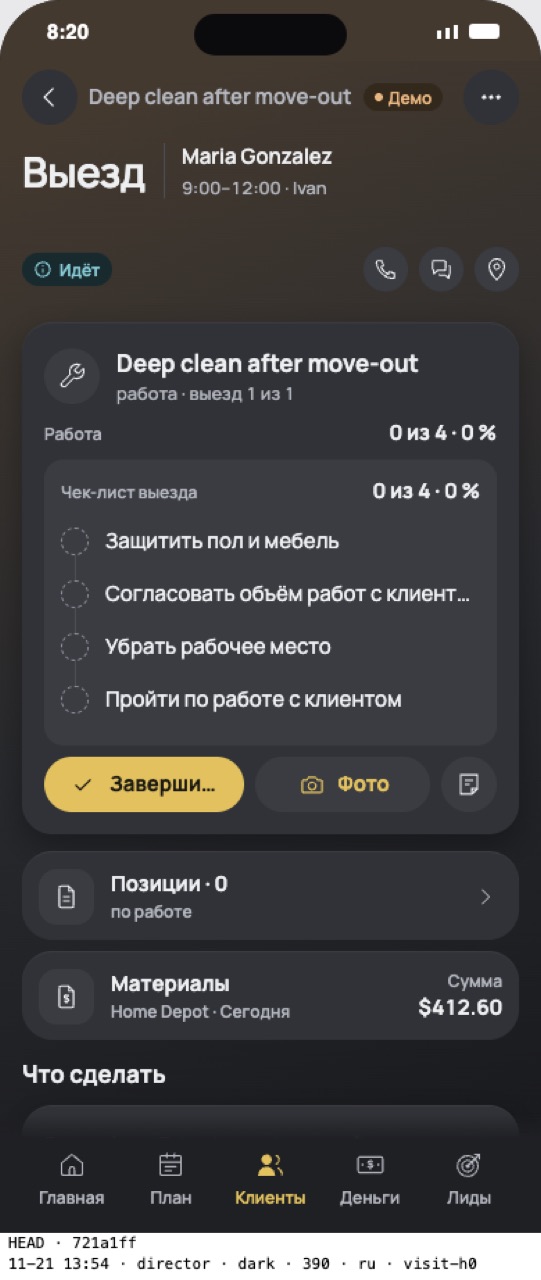 8:20
Deep clean after move-out
Демо
Выезд
Maria Gonzalez
9:00–12:00 · Ivan
Идёт
Deep clean after move-out
работа · выезд 1 из 1
Работа
0 из 4 · 0 %
Чек-лист выезда
0 из 4 · 0 %
Защитить пол и мебель
Согласовать объём работ с клиент…
Убрать рабочее место
Пройти по работе с клиентом
Заверши…
Фото
Позиции · 0
по работе
Материалы
Home Depot · Сегодня
Сумма
$412.60
Что сделать
Главная
План
Клиенты
Деньги
Лиды
HEAD · 721a1ff
11-21 13:54 · director · dark · 390 · ru · visit-h0